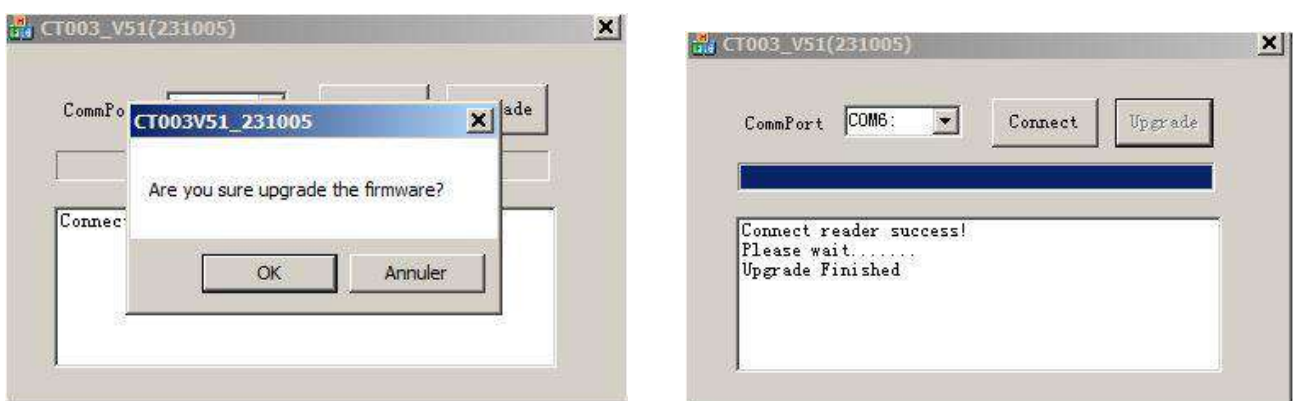 CT003_V51(231005)
CommPo
ade
CT003V51_231005
Are you sure upgrade the firmware?
Connec
OK
Annuler
CT003_V51(231005)
CommPort
COM6:
Connect
Upgrade
Connect reader success!
Please wait.......
Upgrade Finished